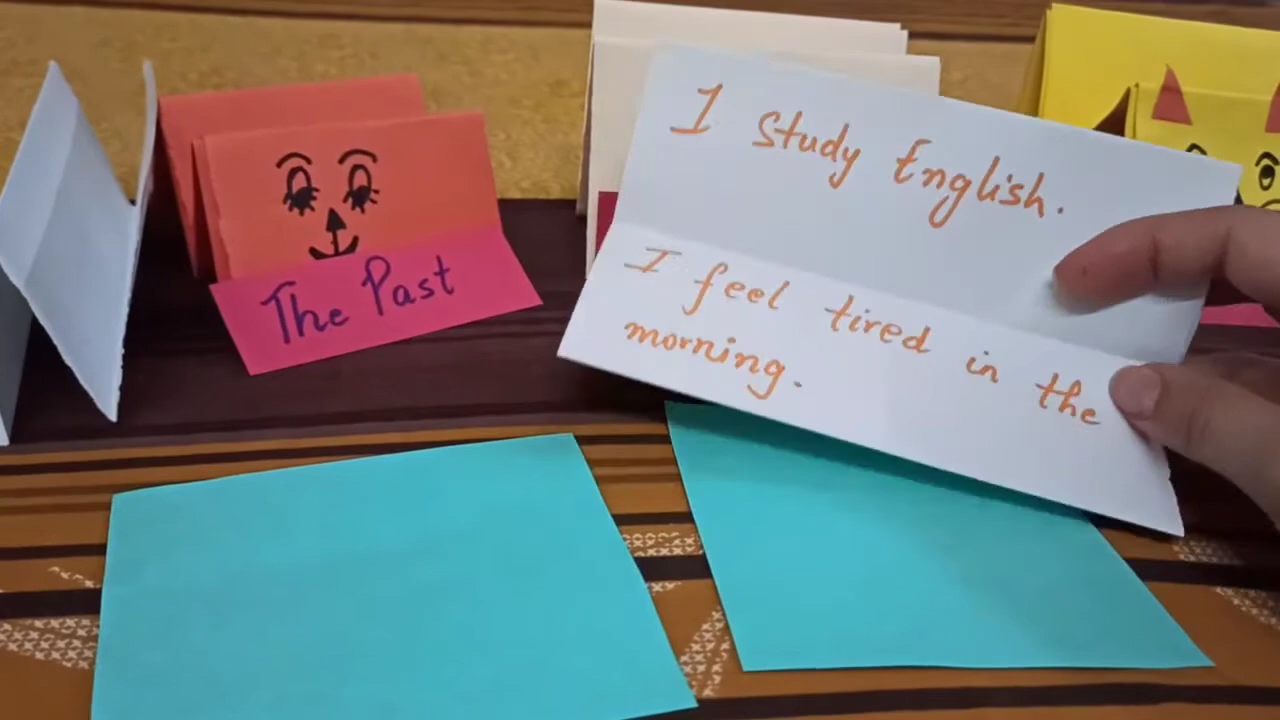 The Past
I study English.
I feel tired in the
morning.